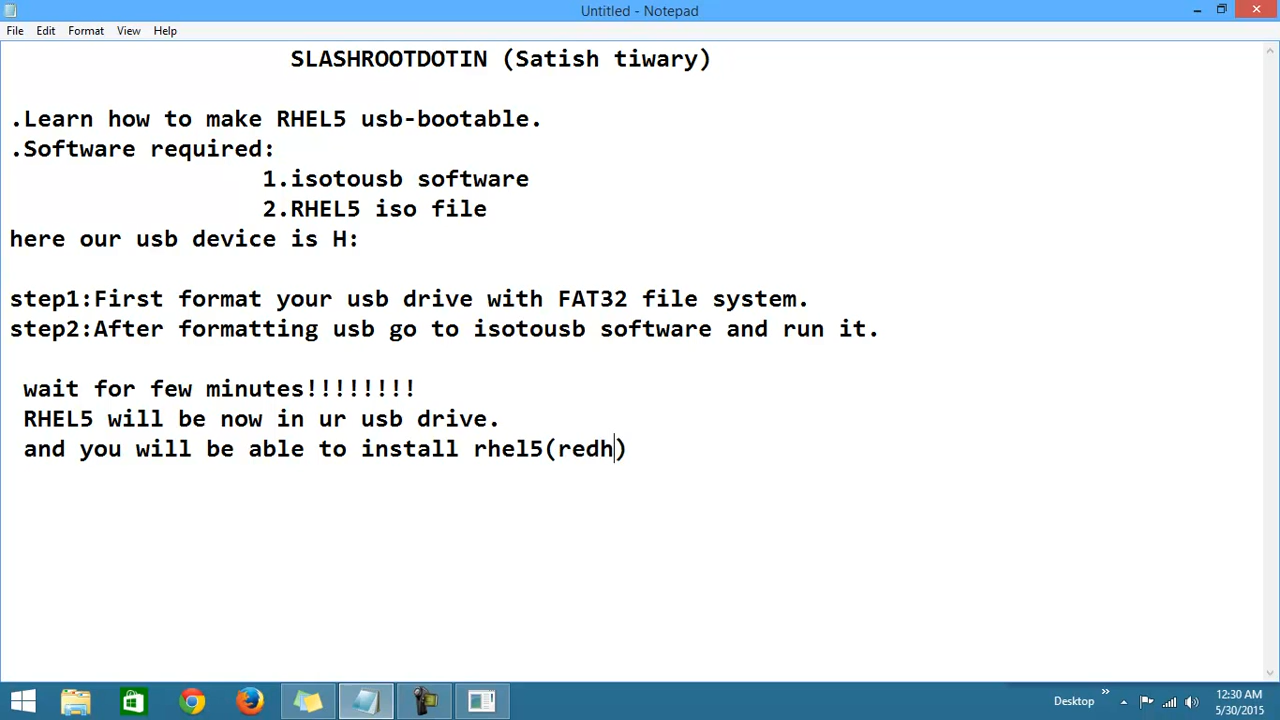 Untitled - Notepad
File Edit Format View Help
SLASHROOTDOTIN (Satish tiwary)
.Learn how to make RHEL5 usb-bootable.
.Software required:
1.isotousb software
2.RHEL5 iso file
here our usb device is H:
step1:First format your usb drive with FAT32 file system.
step2:After formatting usb go to isotousb software and run it.
wait for few minutes!!!!!!!!
RHEL5 will be now in ur usb drive.
and you will be able to install rhel5(redh)
Desktop
12:30 AM
5/30/2015